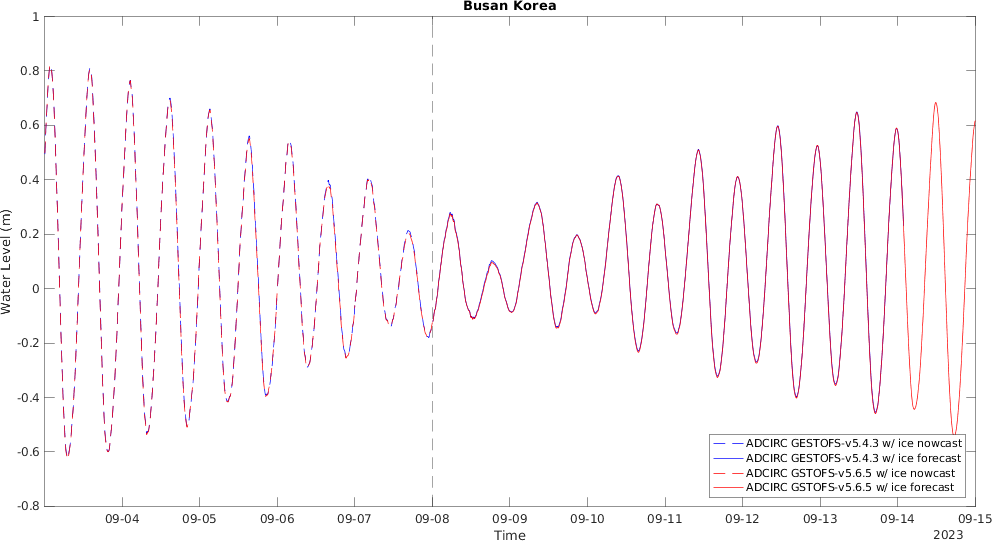 Busan Korea
1
0.8
0.6
0.4
0.2
0
-0.2
-0.4
-0.6
-0.8
Water Level (m)
ADCIRC GESTOFS-v5.4.3 w/ ice nowcast
ADCIRC GESTOFS-v5.4.3 w/ ice forecast
ADCIRC GSTOFS-v5.6.5 w/ ice nowcast
ADCIRC GSTOFS-v5.6.5 w/ ice forecast
09-04 09-05 09-06 09-07 09-08 09-09 09-10 09-11 09-12 09-13 09-14 09-15
Time
2023